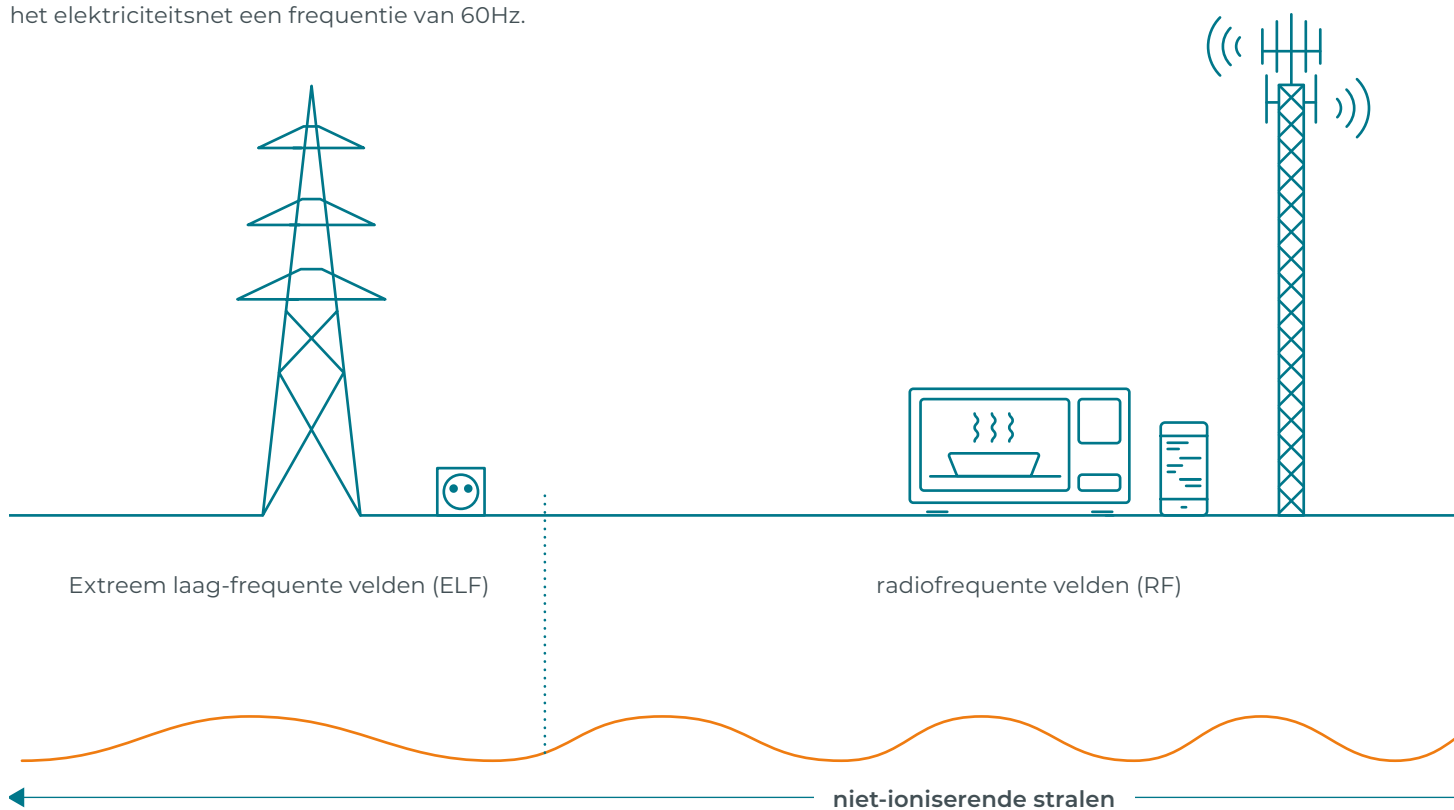 het elektriciteitsnet een frequentie van 60Hz.
Extreem laag-frequente velden (ELF)
radiofrequente velden (RF)
niet-ioniserende stralen